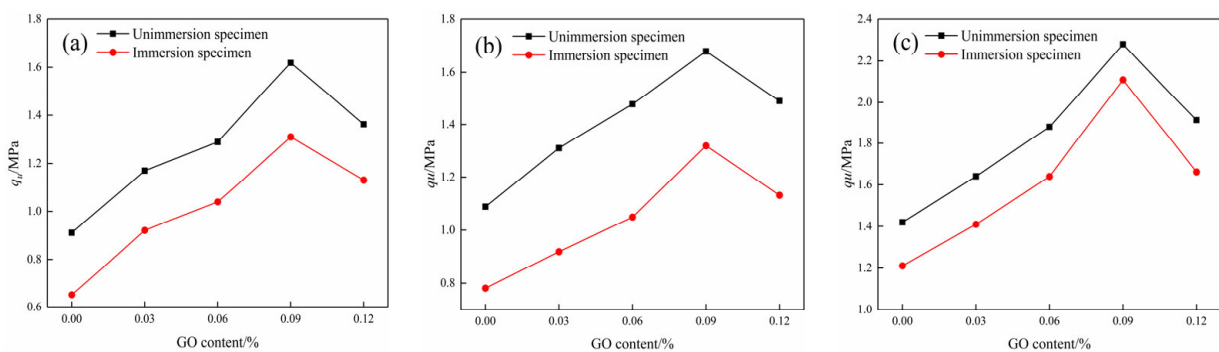 (a)
Unimmersion specimen
Immersion specimen
1.8
1.6
1.4
1.2
1.0
0.8
0.6
qu/MPa
0.00 0.03 0.06 0.09 0.12
GO content/%
(b)
Unimmersion specimen
Immersion specimen
1.8
1.6
1.4
1.2
1.0
0.8
qu/MPa
0.00 0.03 0.06 0.09 0.12
GO content/%
(c)
Unimmersion specimen
Immersion specimen
2.4
2.2
2.0
1.8
1.6
1.4
1.2
1.0
qu/MPa
0.00 0.03 0.06 0.09 0.12
GO content/%